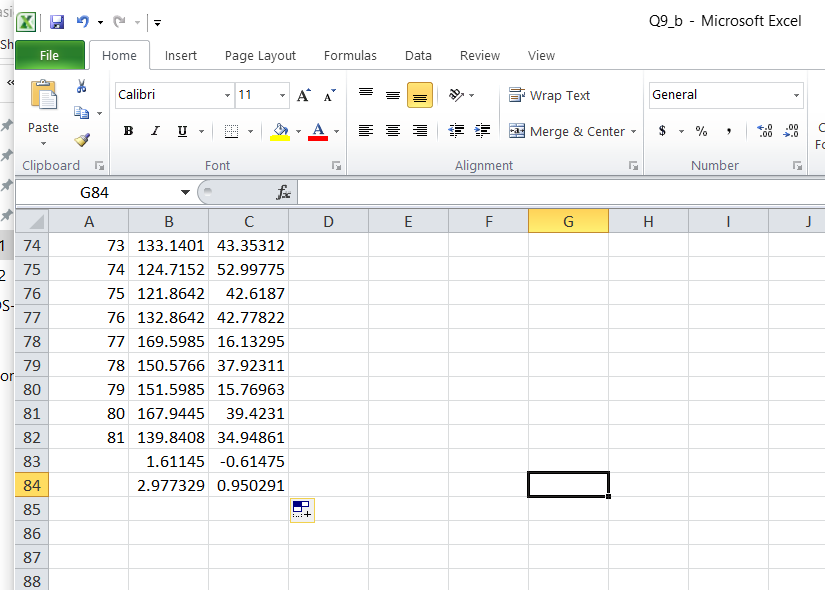 Q9_b - Microsoft Excel
File Home Insert Page Layout Formulas Data Review View
Calibri 11 Wrap Text General
Paste B I U Merge & Center $ % ,
Clipboard Font Alignment Number
G84 fx
A B C D E F G H I J
74 73 133.1401 43.35312
75 74 124.7152 52.99775
76 75 121.8642 42.6187
77 76 132.8642 42.77822
78 77 169.5985 16.13295
79 78 150.5766 37.92311
80 79 151.5985 15.76963
81 80 167.9445 39.4231
82 81 139.8408 34.94861
83 1.61145 -0.61475
84 2.977329 0.950291
85
86
87
88